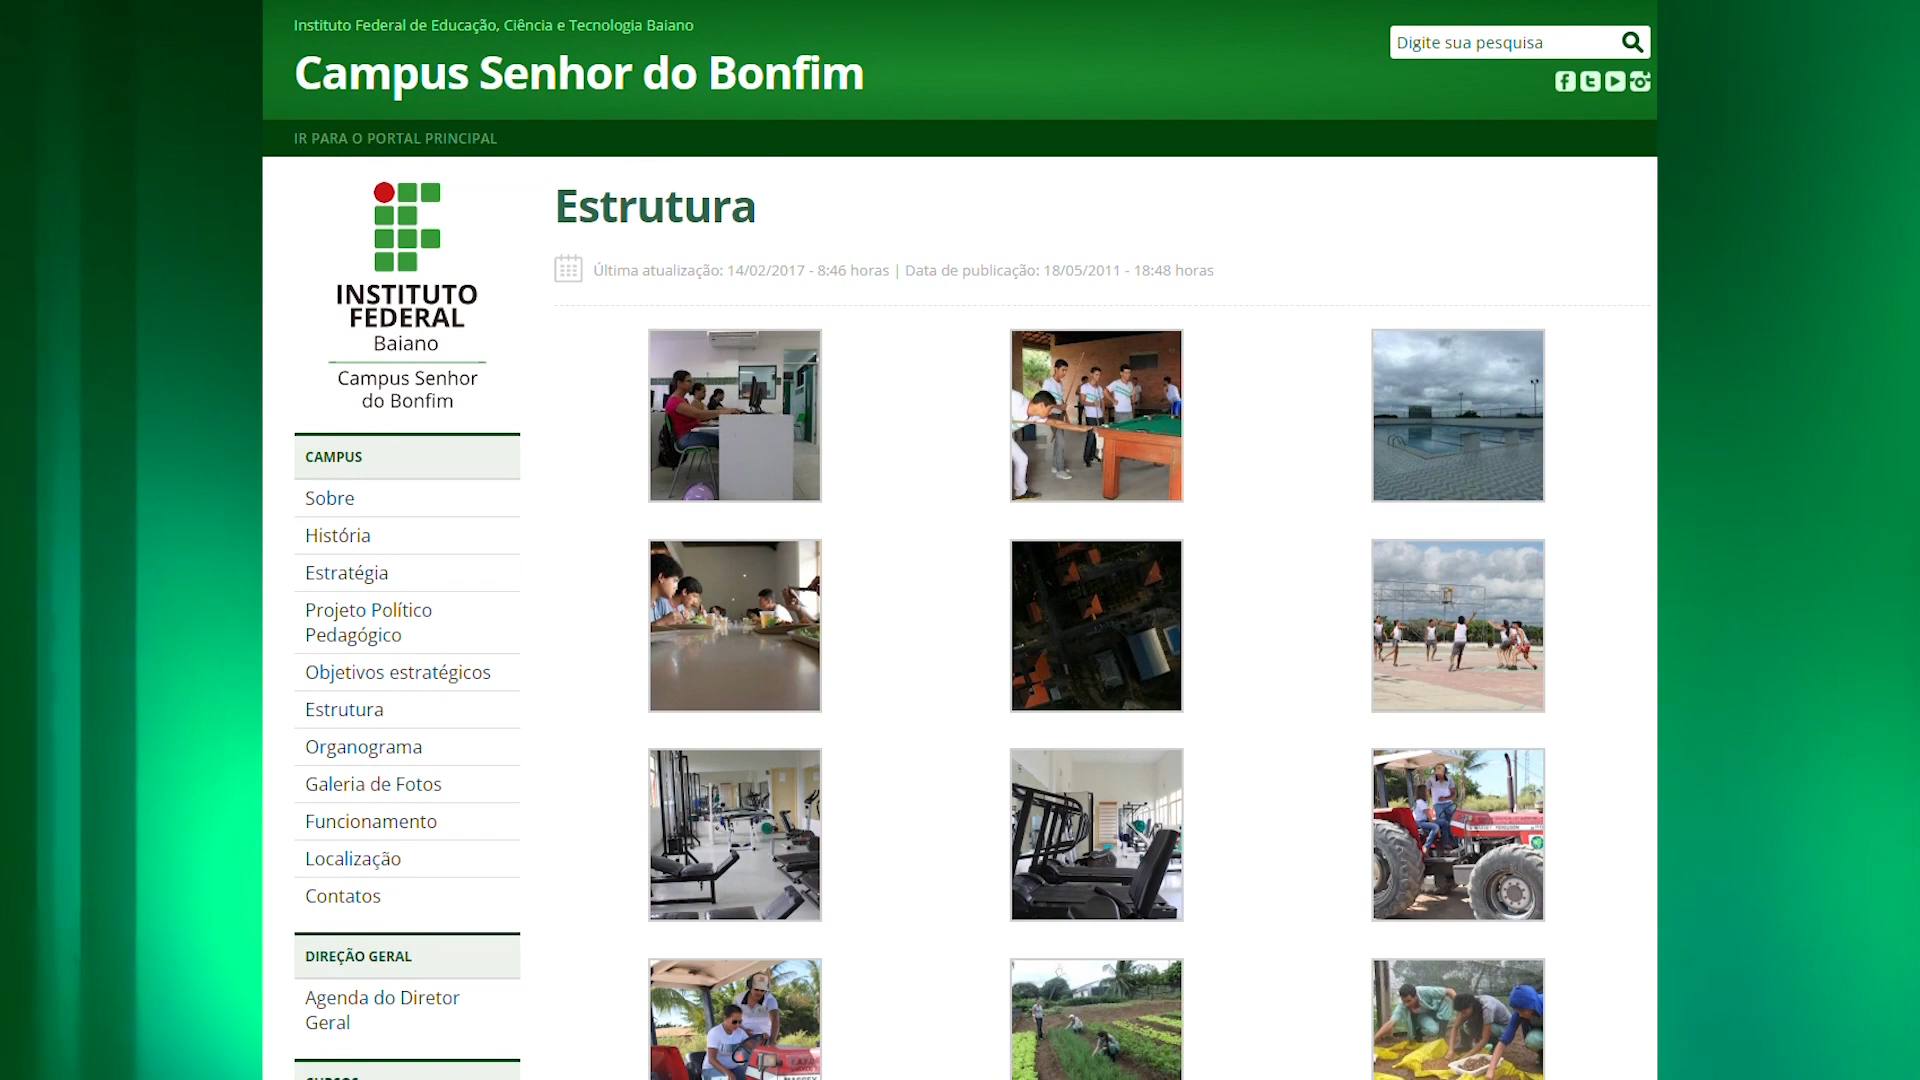 Instituto Federal de Educação, Ciência e Tecnologia Baiano
Campus Senhor do Bonfim
Digite sua pesquisa
IR PARA O PORTAL PRINCIPAL
INSTITUTO
FEDERAL
Baiano
Campus Senhor
do Bonfim
Estrutura
Última atualização: 14/02/2017 - 8:46 horas | Data de publicação: 18/05/2011 - 18:48 horas
CAMPUS
Sobre
História
Estratégia
Projeto Político
Pedagógico
Objetivos estratégicos
Estrutura
Organograma
Galeria de Fotos
Funcionamento
Localização
Contatos
DIREÇÃO GERAL
Agenda do Diretor
Geral
CURSOS